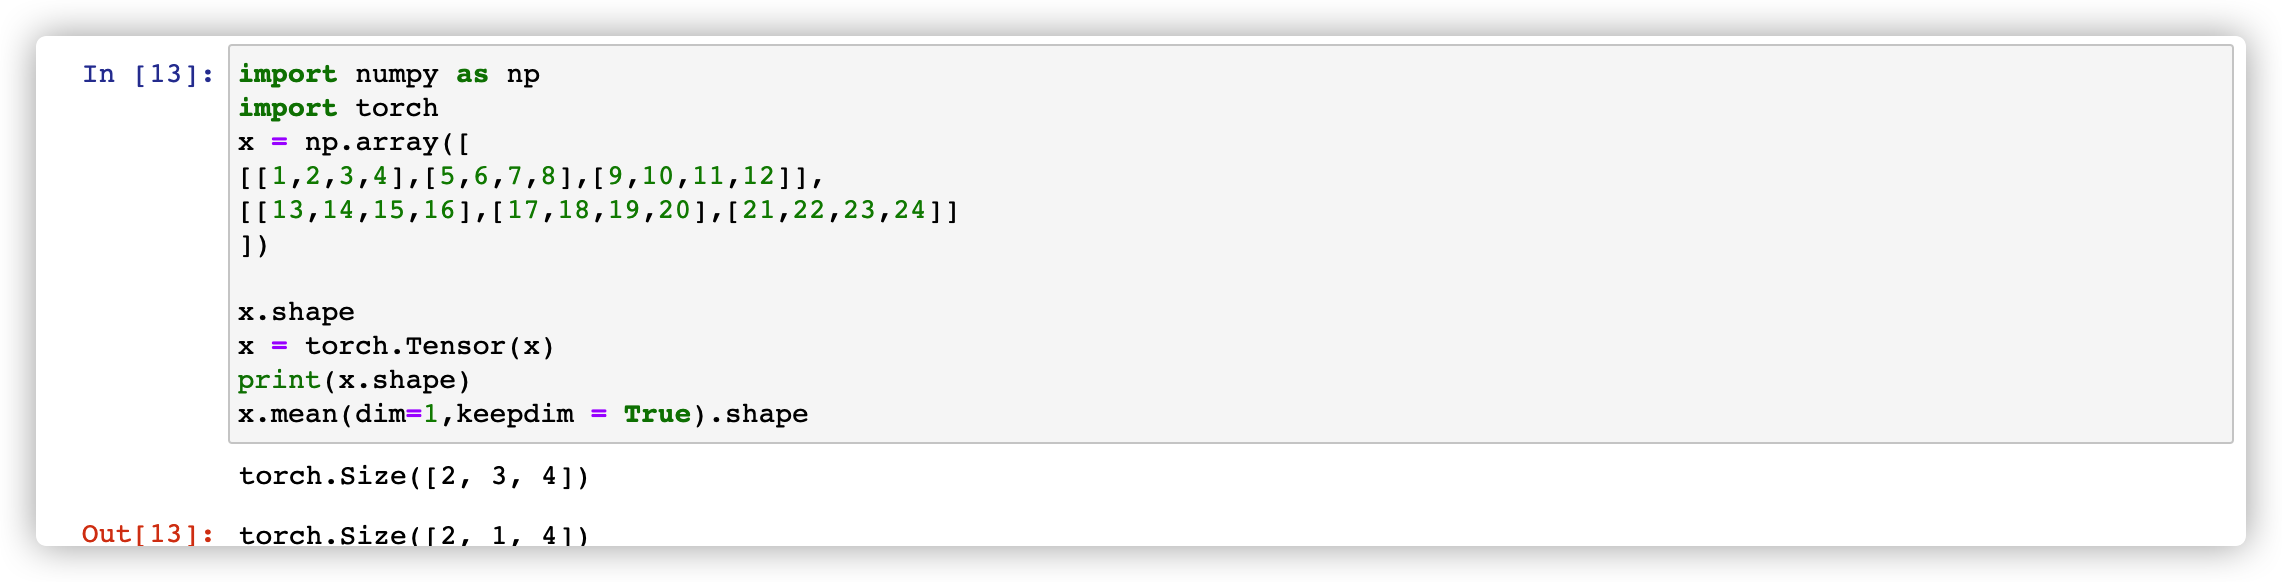 In [13]: import numpy as np
import torch
x = np.array([
[[1,2,3,4],[5,6,7,8],[9,10,11,12]],
[[13,14,15,16],[17,18,19,20],[21,22,23,24]]
])
x.shape
x = torch.Tensor(x)
print(x.shape)
x.mean(dim=1,keepdim = True).shape
torch.Size([2, 3, 4])
Out[13]: torch.Size([2, 1, 4])